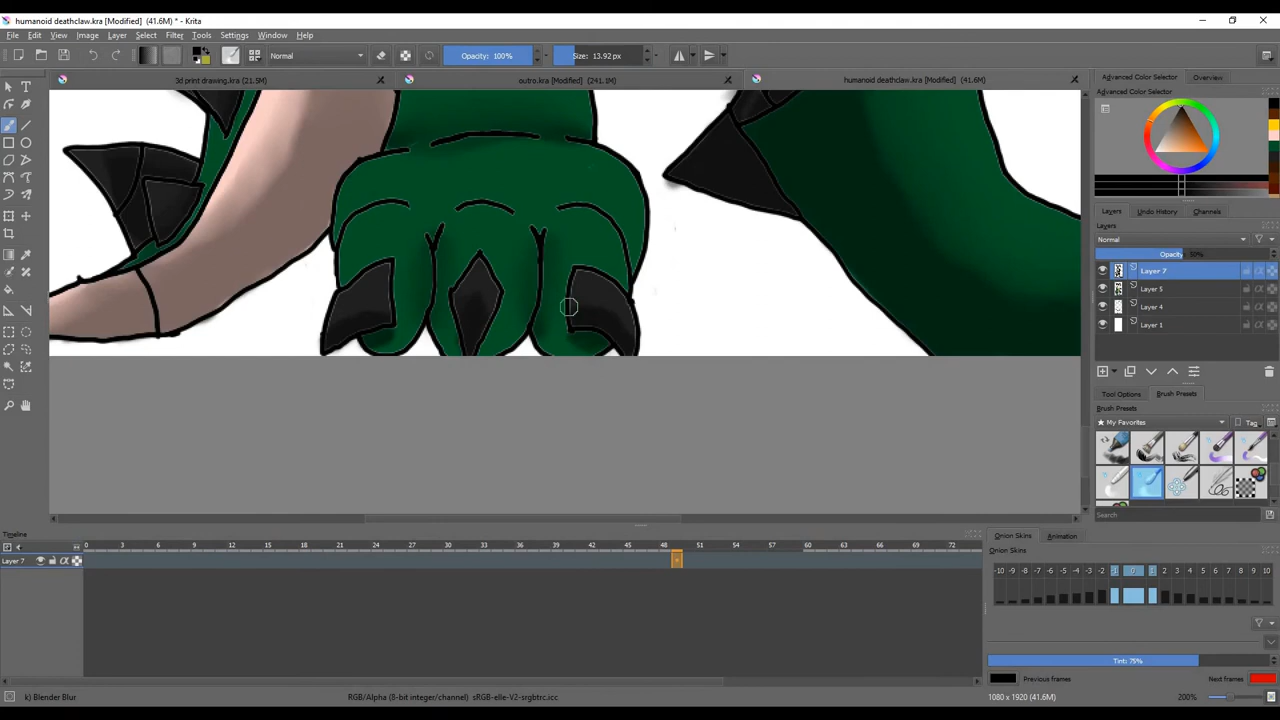 humanoid deathclaw.kra [Modified] (41.6M) * - Krita
File Edit View Image Layer Select Filter Tools Settings Window Help
Normal Opacity: 100% Size: 13.92 px
3d print drawing.kra (21.5M) outro.kra [Modified] (241.1M) humanoid deathclaw.kra [Modified] (41.6M)
Advanced Color Selector Overview
Advanced Color Selector
Layers Undo History Channels
Layers
Normal
Opacity: 50%
Layer 7
Layer 5
Layer 4
Layer 1
Tool Options Brush Presets
Brush Presets
My Favorites Tag
Search
Timeline
0 3 6 9 12 15 18 21 24 27 30 33 36 39 42 45 48 51 54 57 60 63 66 69 72
Layer 7
Onion Skins Animation
Onion Skins
-10 -9 -8 -7 -6 -5 -4 -3 -2 -1 0 1 2 3 4 5 6 7 8 9 10
Tint: 75%
Previous frames Next frames
k) Blender Blur RGB/Alpha (8-bit integer/channel) sRGB-elle-V2-srgbtrc.icc 1080 x 1920 (41.6M) 200%